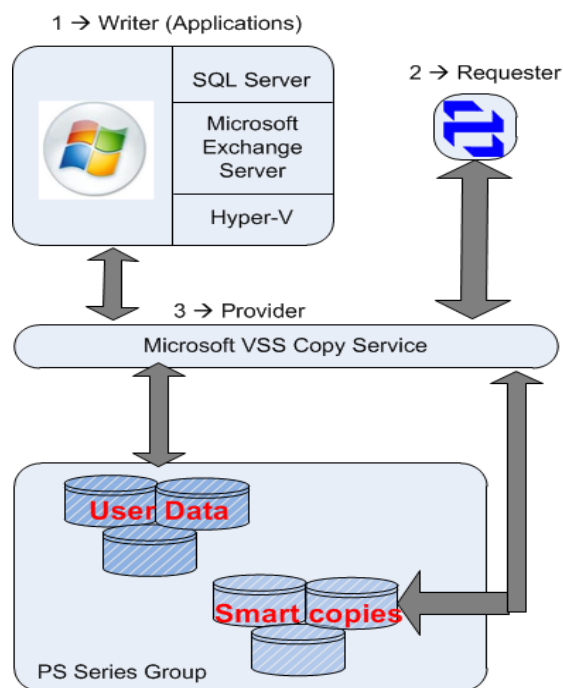 1 → Writer (Applications)
SQL Server
Microsoft
Exchange
Server
Hyper-V
2 → Requester
3 → Provider
Microsoft VSS Copy Service
User Data
Smart copies
PS Series Group